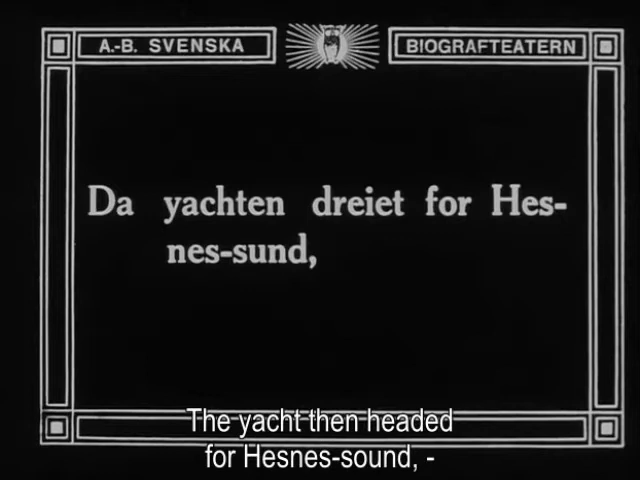 A.-B. SVENSKA
BIOGRAFTEATERN
Da yachten dreiet for Hes-
nes-sund,
The yacht then headed
for Hesnes-sound, -